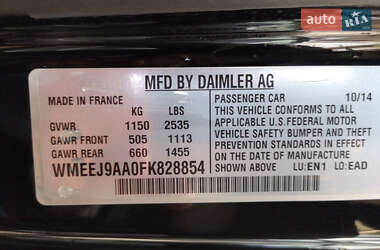 auto RIA
MFD BY DAIMLER AG
MADE IN FRANCE
PASSENGER CAR 10/14
KG LBS
THIS VEHICLE CONFORMS TO ALL
GVWR 1150 2535
APPLICABLE U.S. FEDERAL MOTOR
GAWR FRONT 505 1113
VEHICLE SAFETY BUMPER AND THEFT
GAWR REAR 660 1455
PREVENTION STANDARDS IN EFFECT
ON DATE OF MANUFACTURE SHOWN ABOVE
WMEEJ9AA0FK828854 LU:EN1 LO:EAD